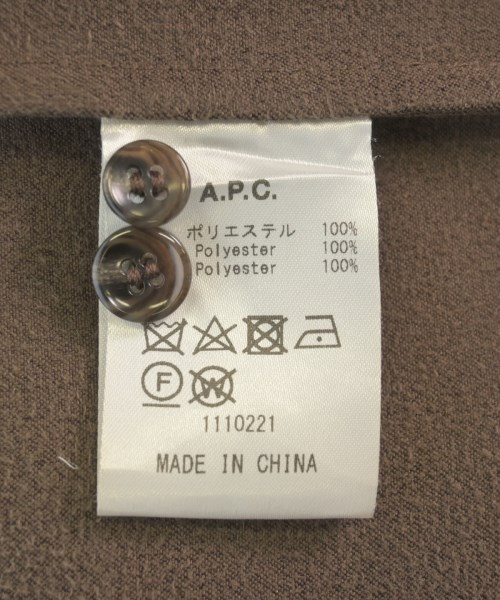 A.P.C.
ポリエステル 100%
Polyester 100%
Polyester 100%
F W
1110221
MADE IN CHINA